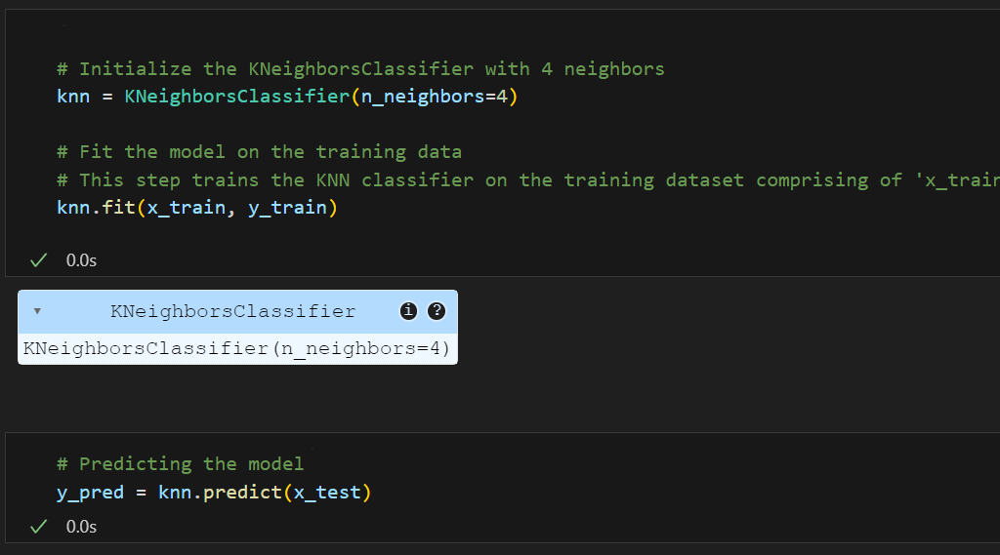 # Initialize the KNeighborsClassifier with 4 neighbors
knn = KNeighborsClassifier(n_neighbors=4)
# Fit the model on the training data
# This step trains the KNN classifier on the training dataset comprising of 'x_train
knn.fit(x_train, y_train)
✓ 0.0s
▾ KNeighborsClassifier i ?
KNeighborsClassifier(n_neighbors=4)
# Predicting the model
y_pred = knn.predict(x_test)
✓ 0.0s